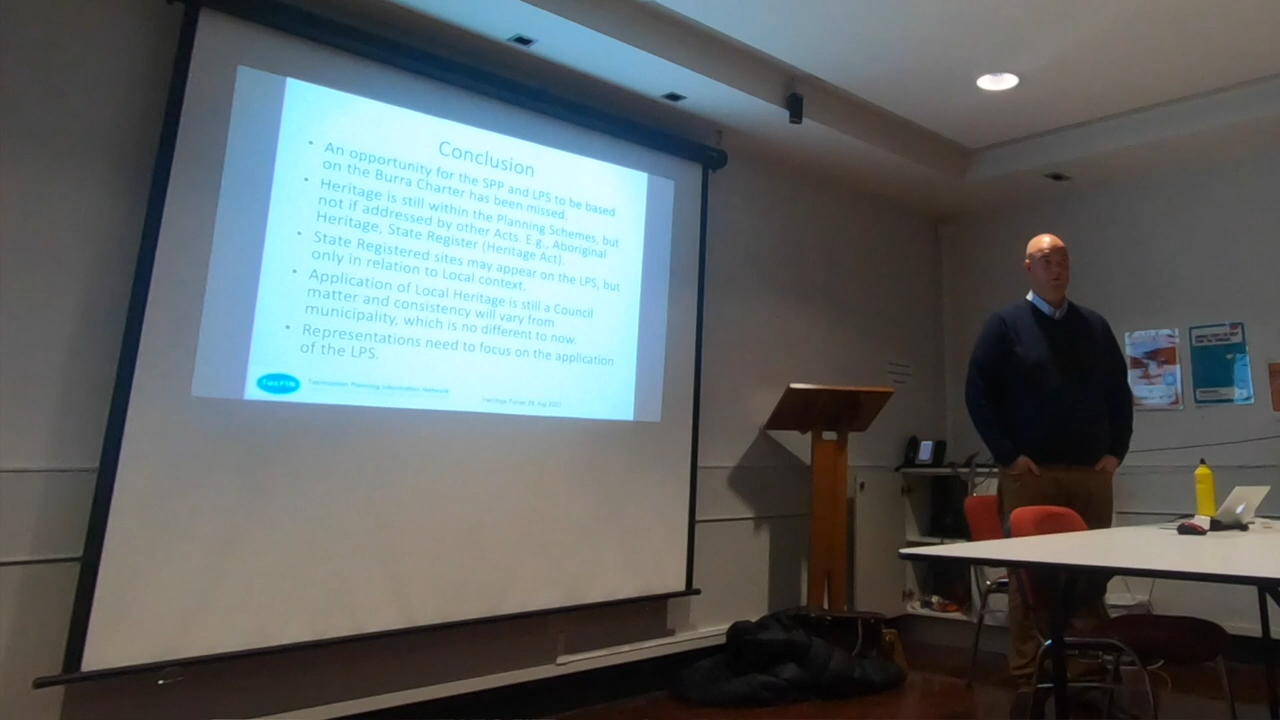 Conclusion
• An opportunity for the SPP and LPS to be based
on the Burra Charter has been missed.
• Heritage is still within the Planning Schemes, but
not if addressed by other Acts. E.g., Aboriginal
Heritage, State Register (Heritage Act).
• State Registered sites may appear on the LPS, but
only in relation to Local context.
• Application of Local Heritage is still a Council
matter and consistency will vary from
municipality, which is no different to now.
• Representations need to focus on the application
of the LPS.
TasPIN
Tasmanian Planning Information Network
Heritage Forum 28 Aug